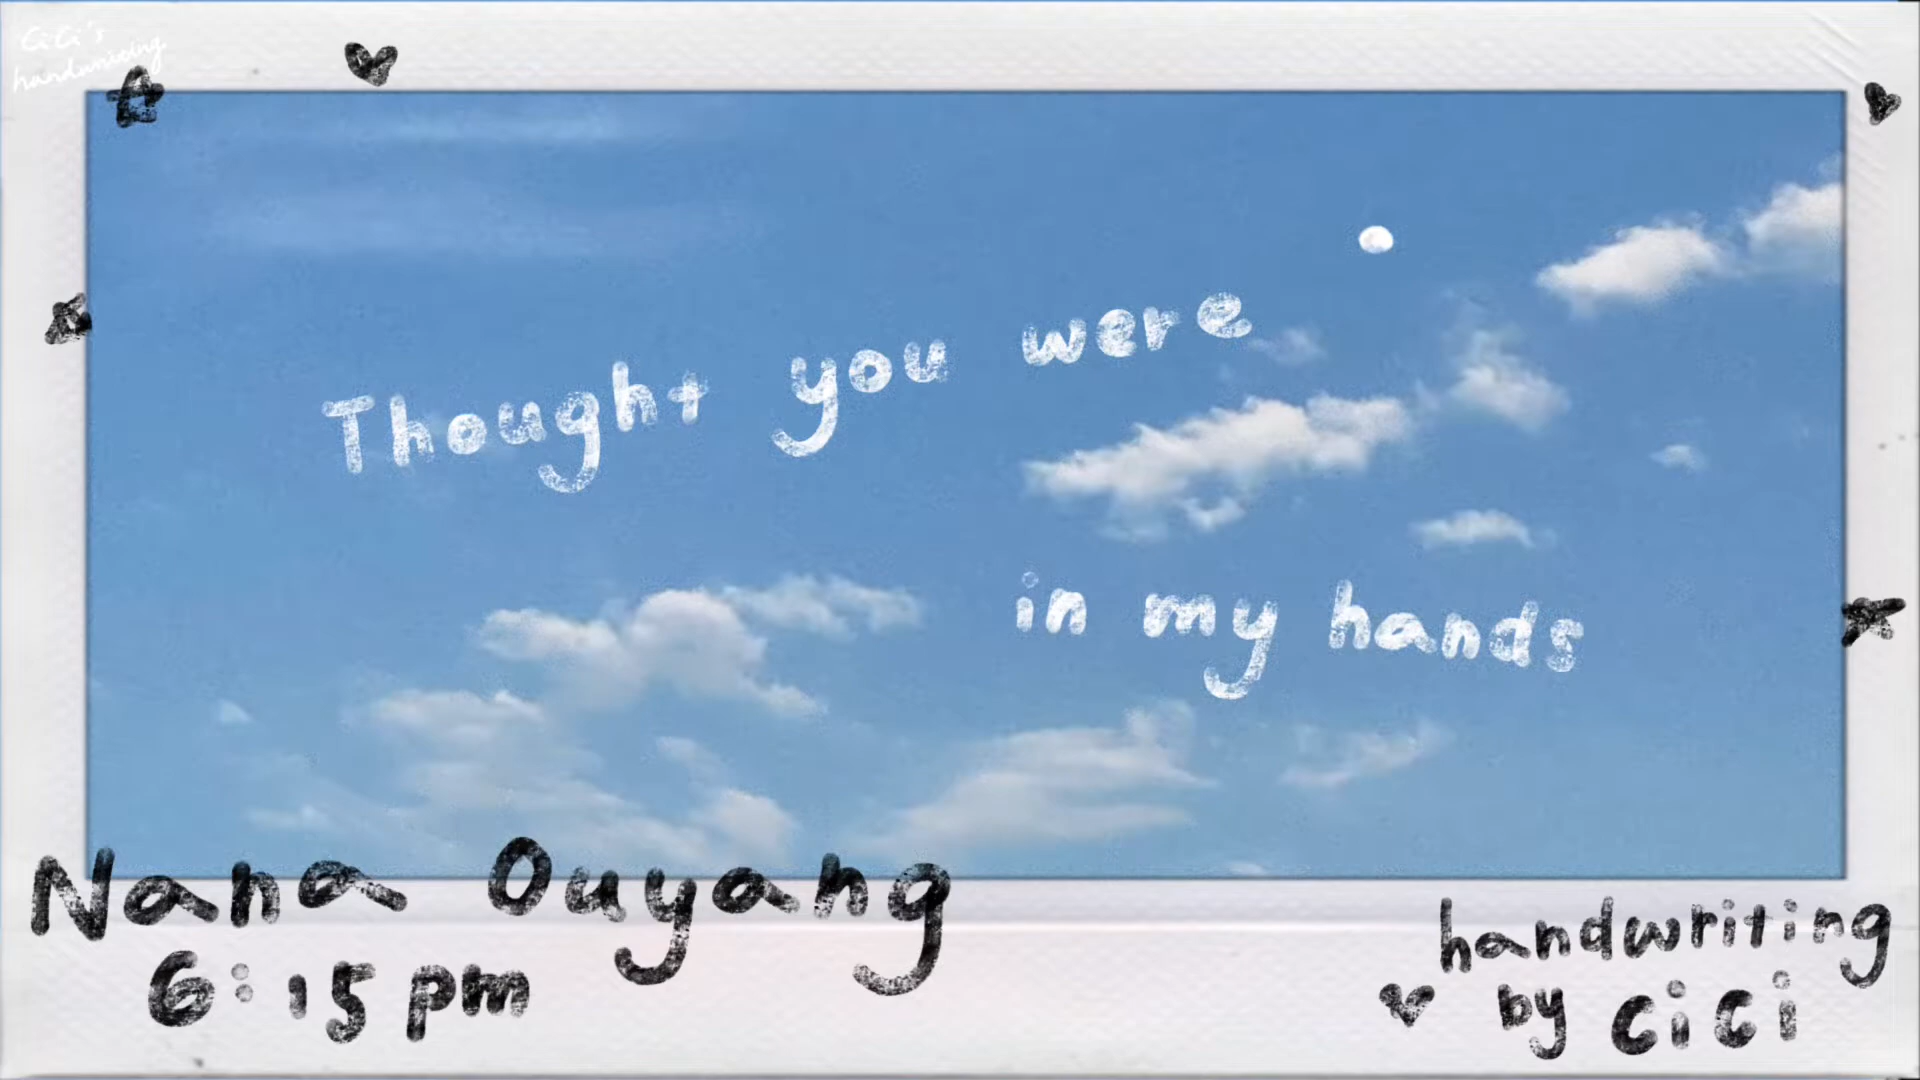 CiCi's
handwriting
Thought you were
in my hands
Nana Ouyang
6:15 pm
handwriting
by CiCi